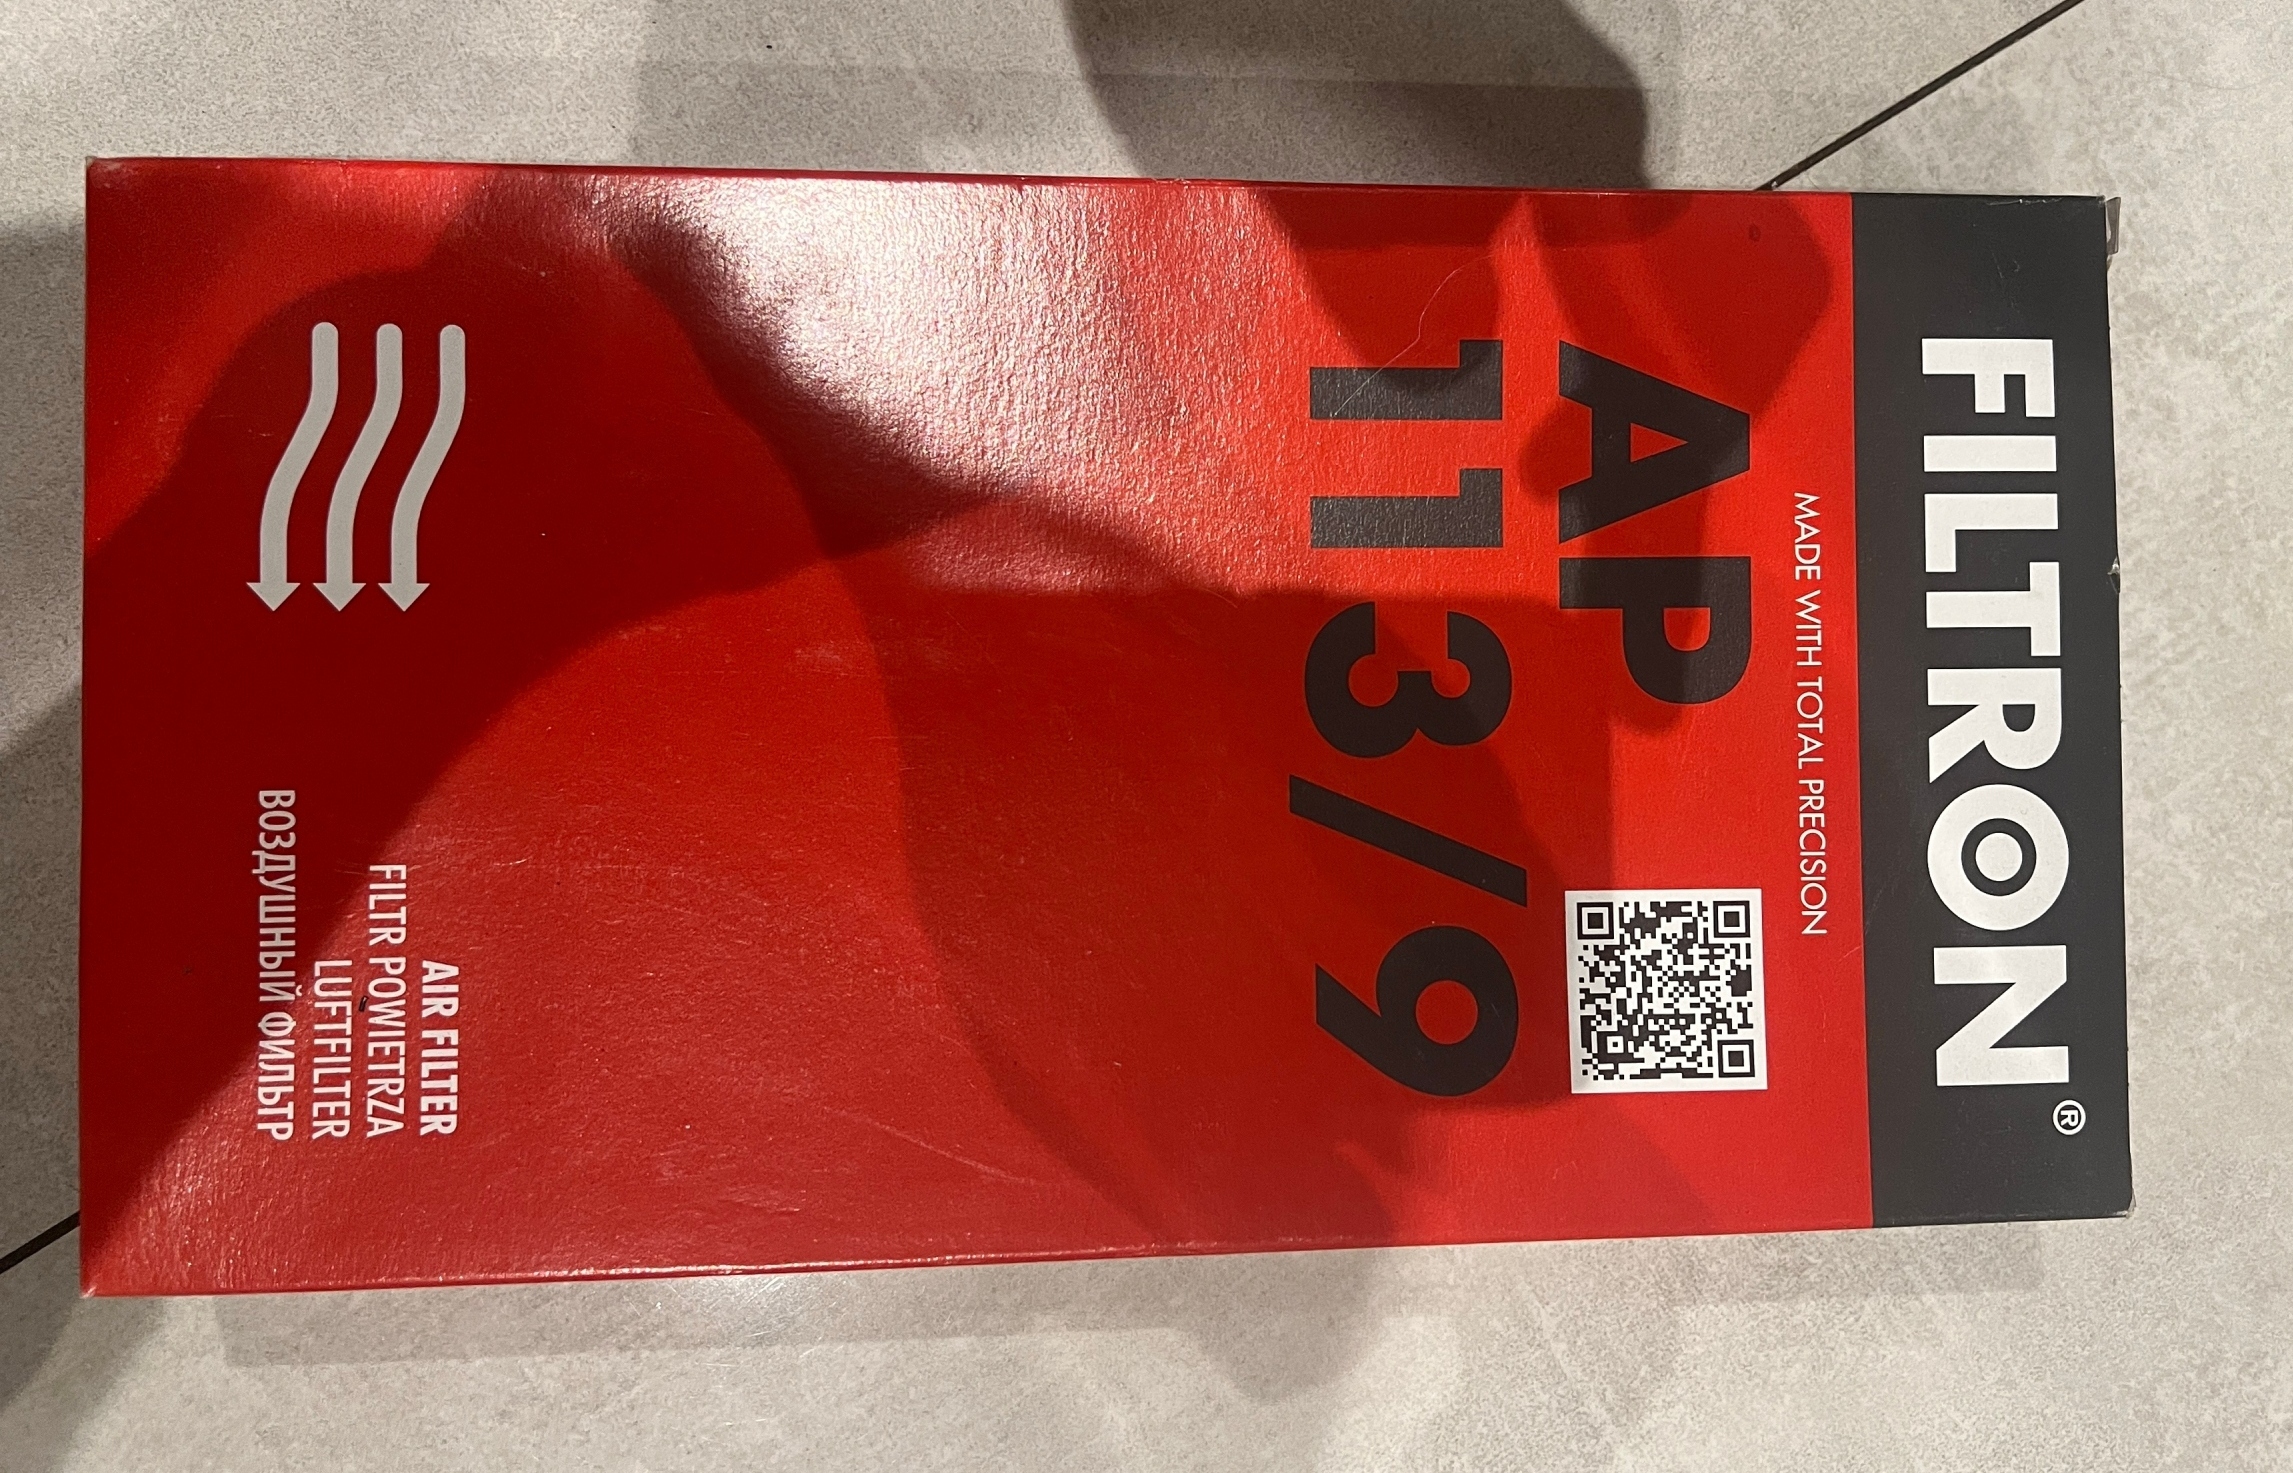 FILTRON®
MADE WITH TOTAL PRECISION
AP
113/9
AIR FILTER
FILTR POWIETRZA
LUFTFILTER
ВОЗДУШНЫЙ ФИЛЬТР